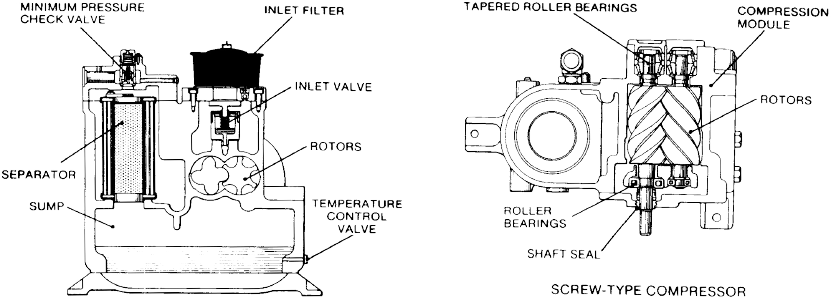 MINIMUM PRESSURE
CHECK VALVE
INLET FILTER
INLET VALVE
ROTORS
SEPARATOR
SUMP
TEMPERATURE
CONTROL
VALVE
TAPERED ROLLER BEARINGS
COMPRESSION
MODULE
ROTORS
ROLLER
BEARINGS
SHAFT SEAL
SCREW-TYPE COMPRESSOR